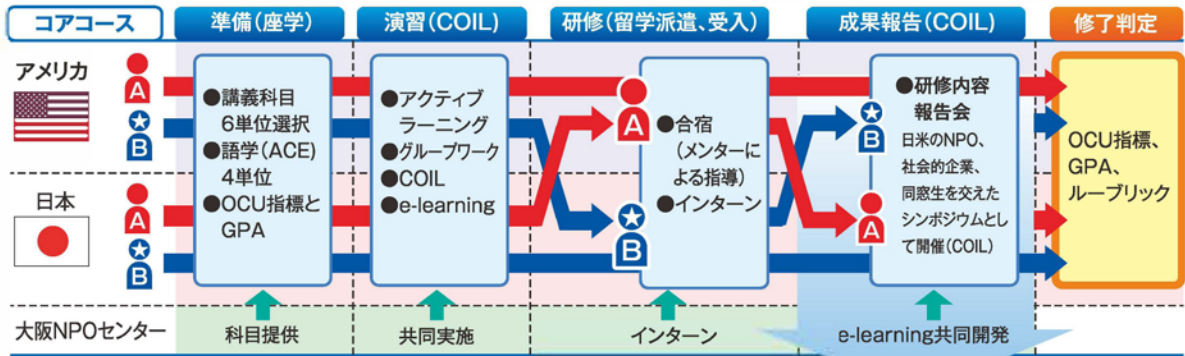 コアコース
準備(座学)
演習(COIL)
研修(留学派遣、受入)
成果報告(COIL)
修了判定
アメリカ
A
B
日本
A
B
●講義科目
6単位選択
●語学(ACE)
4単位
●OCU指標と
GPA
●アクティブ
ラーニング
●グループワーク
●COIL
●e-learning
A
B
●合宿
(メンターに
よる指導)
●インターン
B
A
●研修内容
報告会
日米のNPO、
社会的企業、
同窓生を交えた
シンポジウムとし
て開催(COIL)
OCU指標、
GPA、
ルーブリック
大阪NPOセンター
科目提供
共同実施
インターン
e-learning共同開発